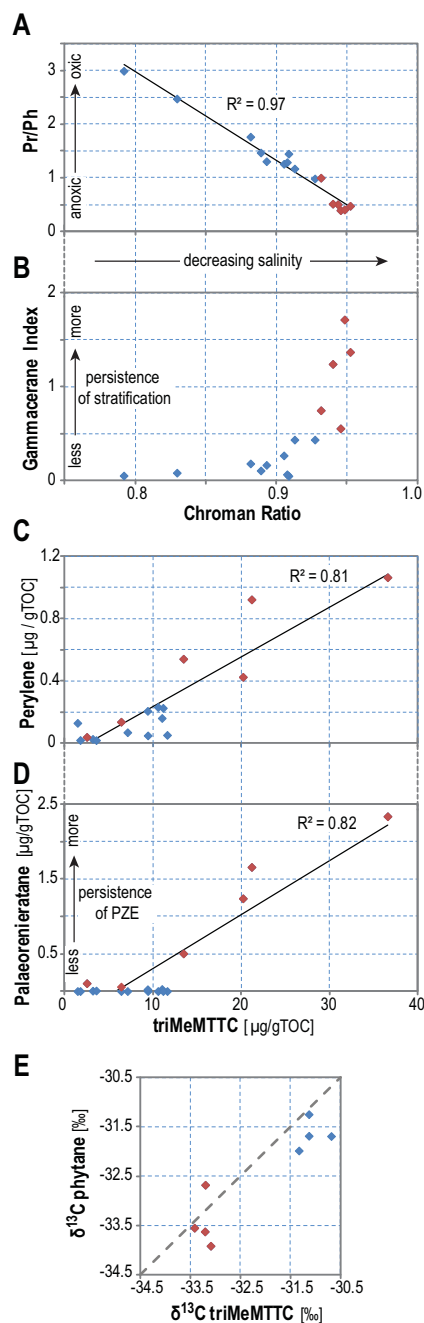 A
Pr/Ph
anoxic
oxic
3
2
1
0
R² = 0.97
decreasing salinity
B
Gammacerane Index
less
more
2
1
0
persistence
of stratification
0.8
0.9
1.0
Chroman Ratio
C
Perylene [µg / gTOC]
1.2
0.8
0.4
0
R² = 0.81
D
Palaeorenieratane [µg/gTOC]
less
more
2.5
1.5
0.5
R² = 0.82
persistence
of PZE
0
10
20
30
40
triMeMTTC [µg/gTOC]
E
δ¹³C phytane [‰]
-30.5
-31.5
-32.5
-33.5
-34.5
-34.5
-33.5
-32.5
-31.5
-30.5
δ¹³C triMeMTTC [‰]